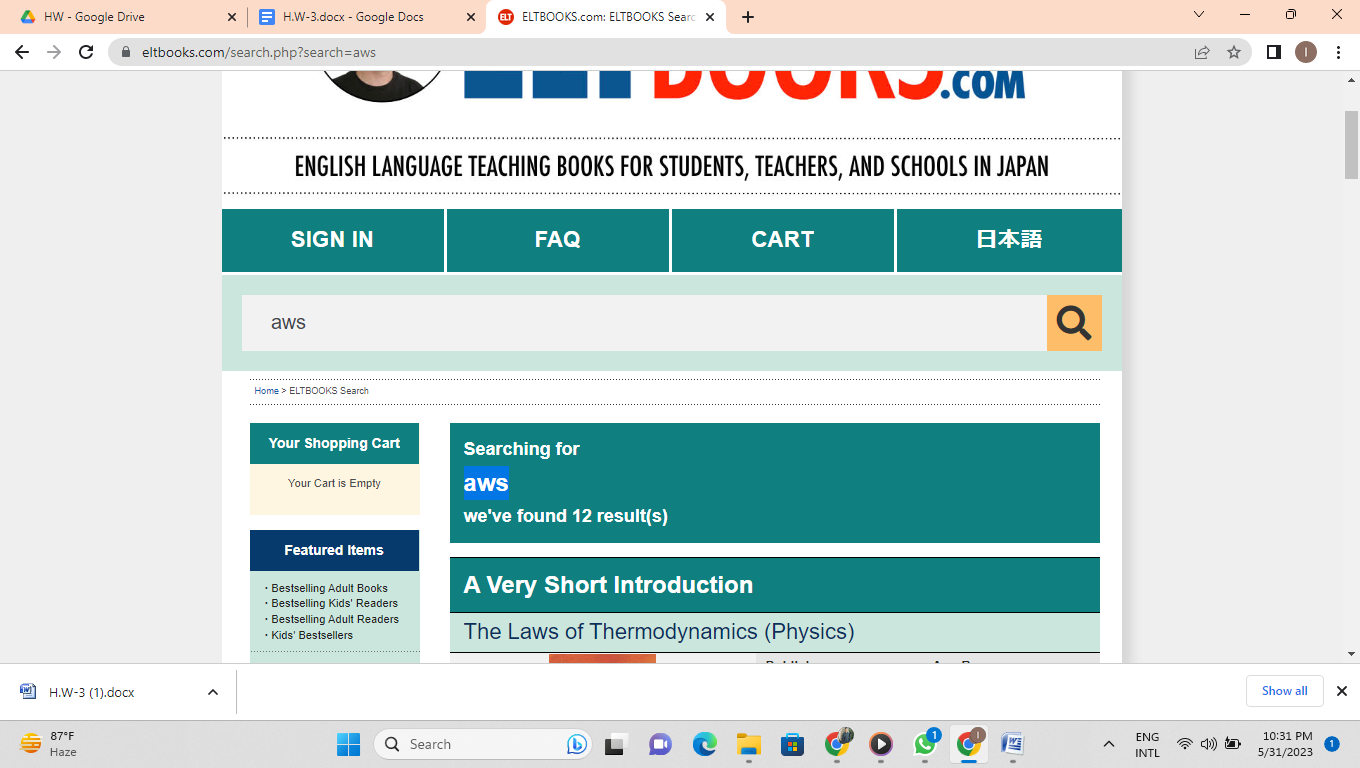 HW - Google Drive
H.W-3.docx - Google Docs
ELTBOOKS.com: ELTBOOKS Searc
eltbooks.com/search.php?search=aws
I
ELTBOOKS.COM
ENGLISH LANGUAGE TEACHING BOOKS FOR STUDENTS, TEACHERS, AND SCHOOLS IN JAPAN
SIGN IN FAQ CART 日本語
aws
Home > ELTBOOKS Search
Your Shopping Cart
Your Cart is Empty
Featured Items
· Bestselling Adult Books
· Bestselling Kids' Readers
· Bestselling Adult Readers
· Kids' Bestsellers
Searching for
aws
we've found 12 result(s)
A Very Short Introduction
The Laws of Thermodynamics (Physics)
H.W-3 (1).docx
Show all
87°F
Haze
Search
1
ENG
INTL
10:31 PM
5/31/2023
1